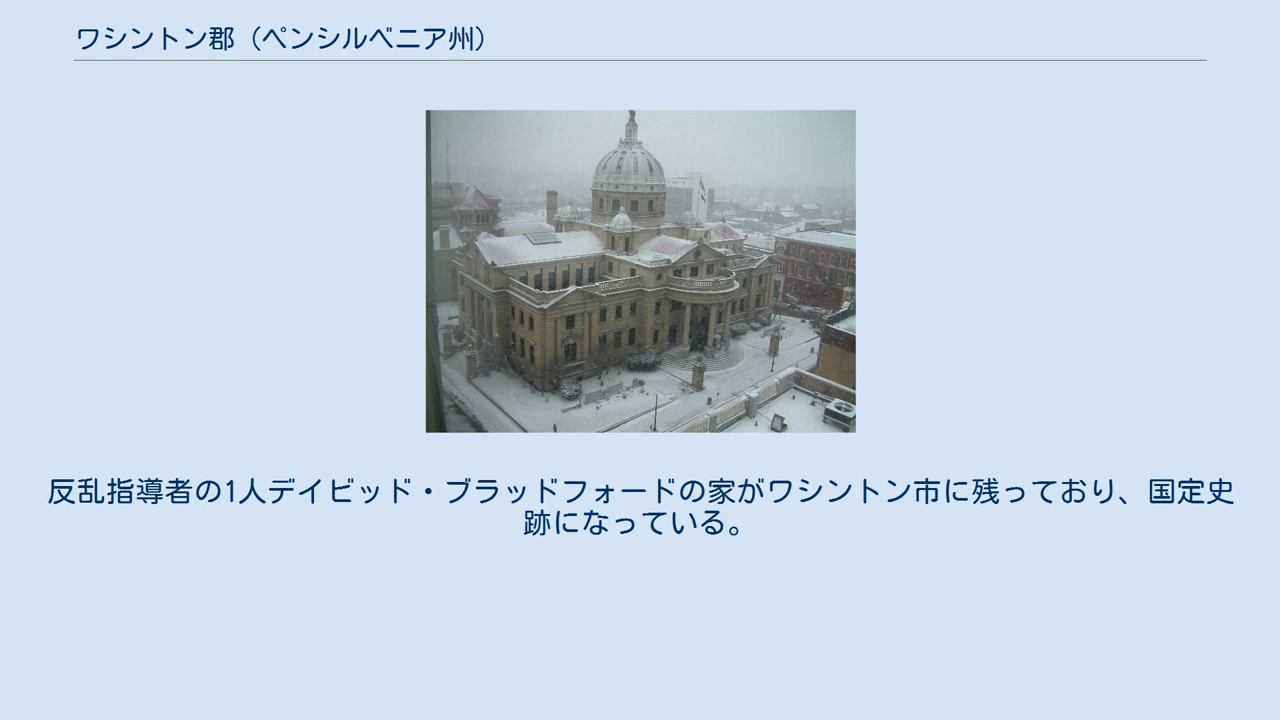 ワシントン郡（ペンシルベニア州）
反乱指導者の1人デイビッド・ブラッドフォードの家がワシントン市に残っており、国定史
跡になっている。